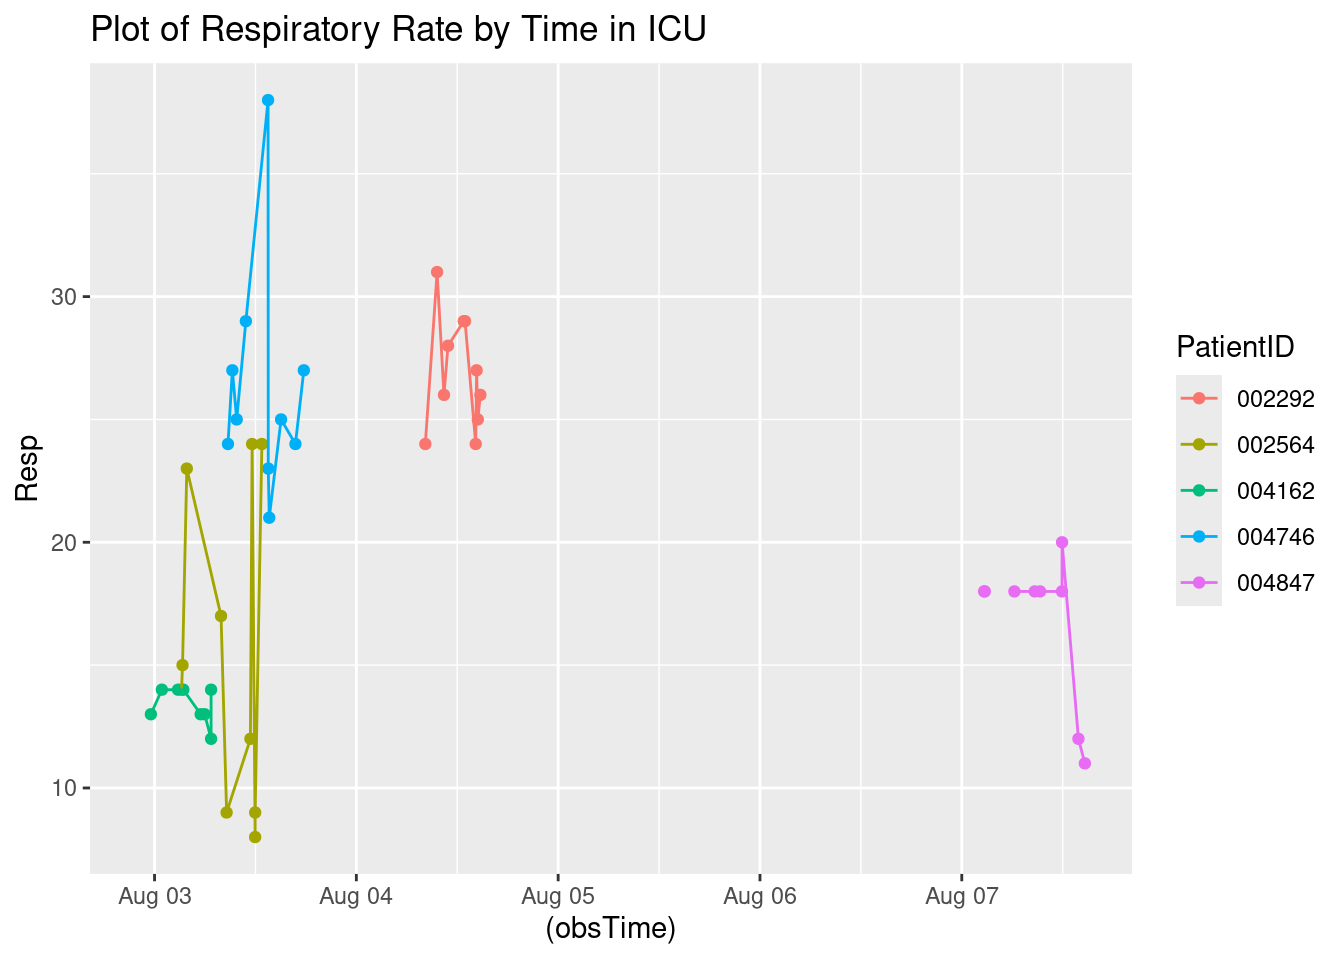 Plot of Respiratory Rate by Time in ICU
Resp
30
20
10
Aug 03 Aug 04 Aug 05 Aug 06 Aug 07
(obsTime)
PatientID
002292
002564
004162
004746
004847